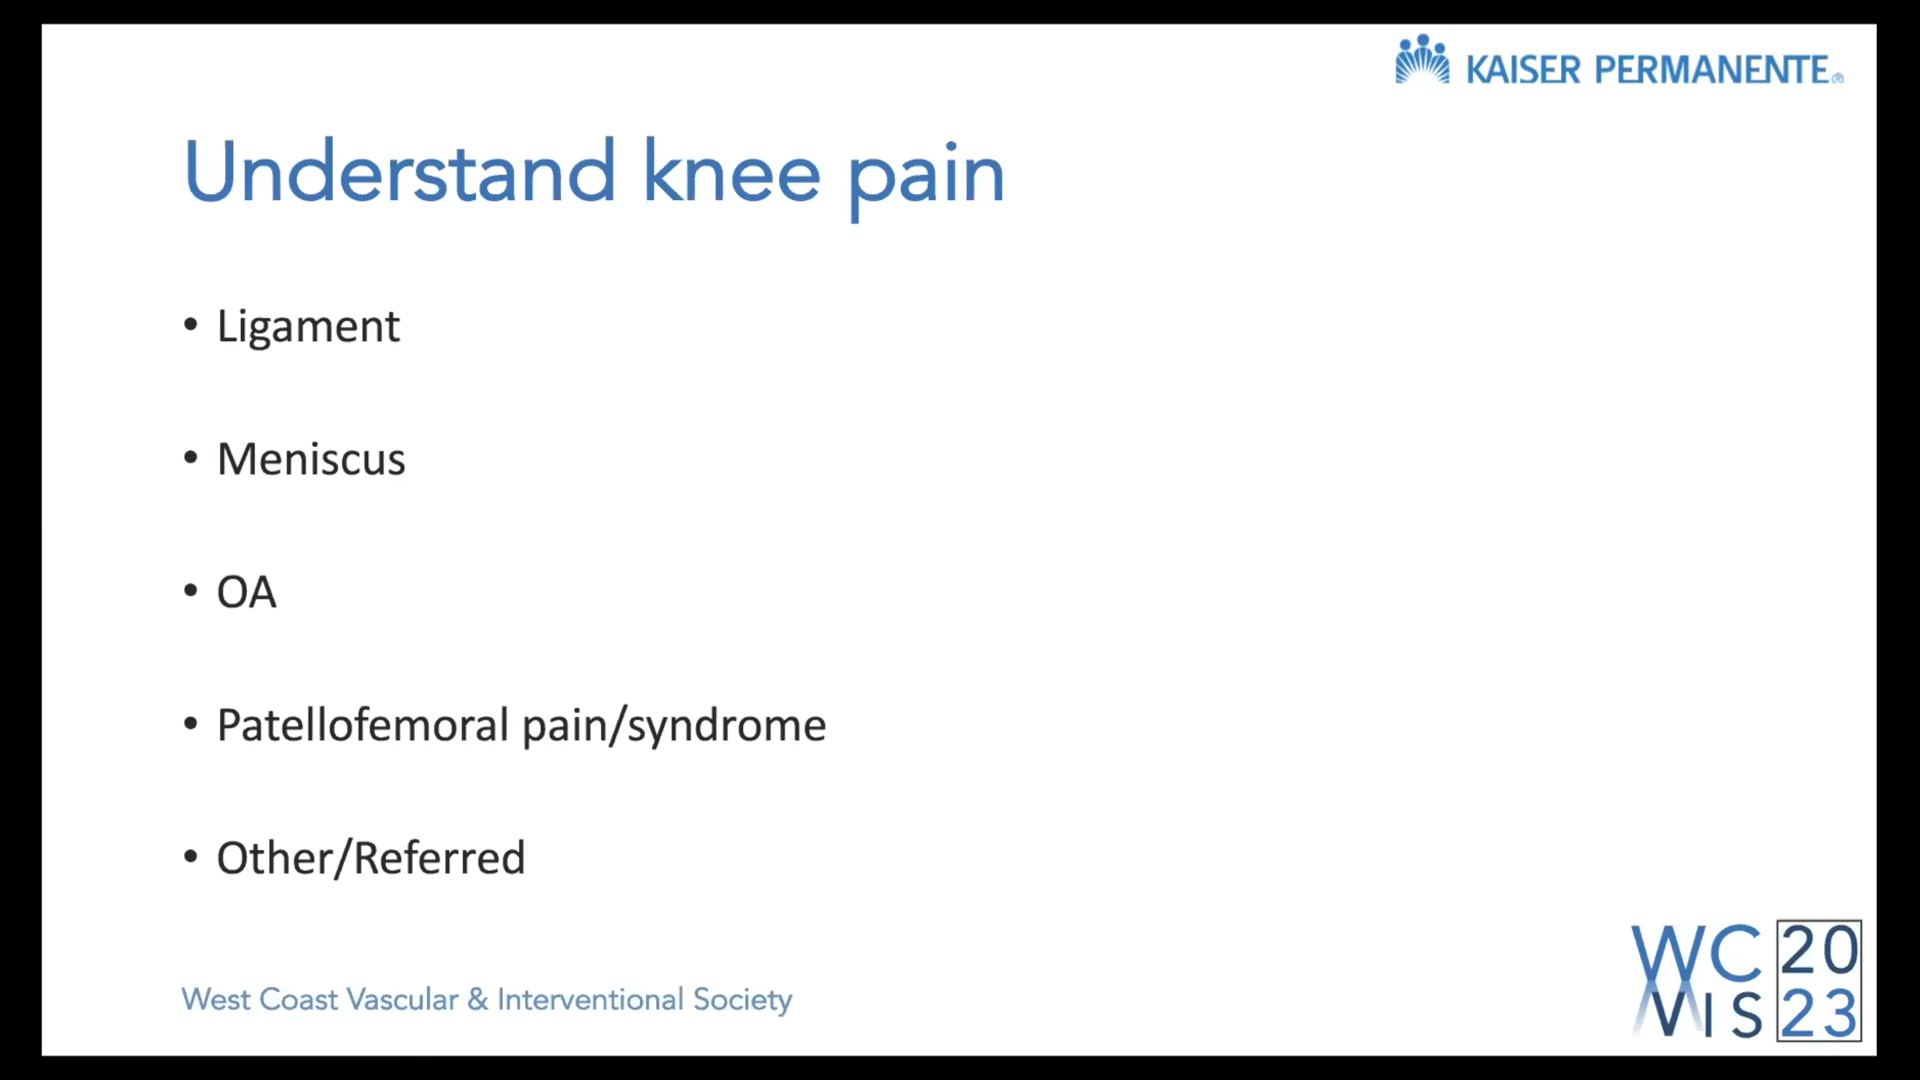 KAISER PERMANENTE®
Understand knee pain
• Ligament
• Meniscus
• OA
• Patellofemoral pain/syndrome
• Other/Referred
West Coast Vascular & Interventional Society
WC 20
VIS 23